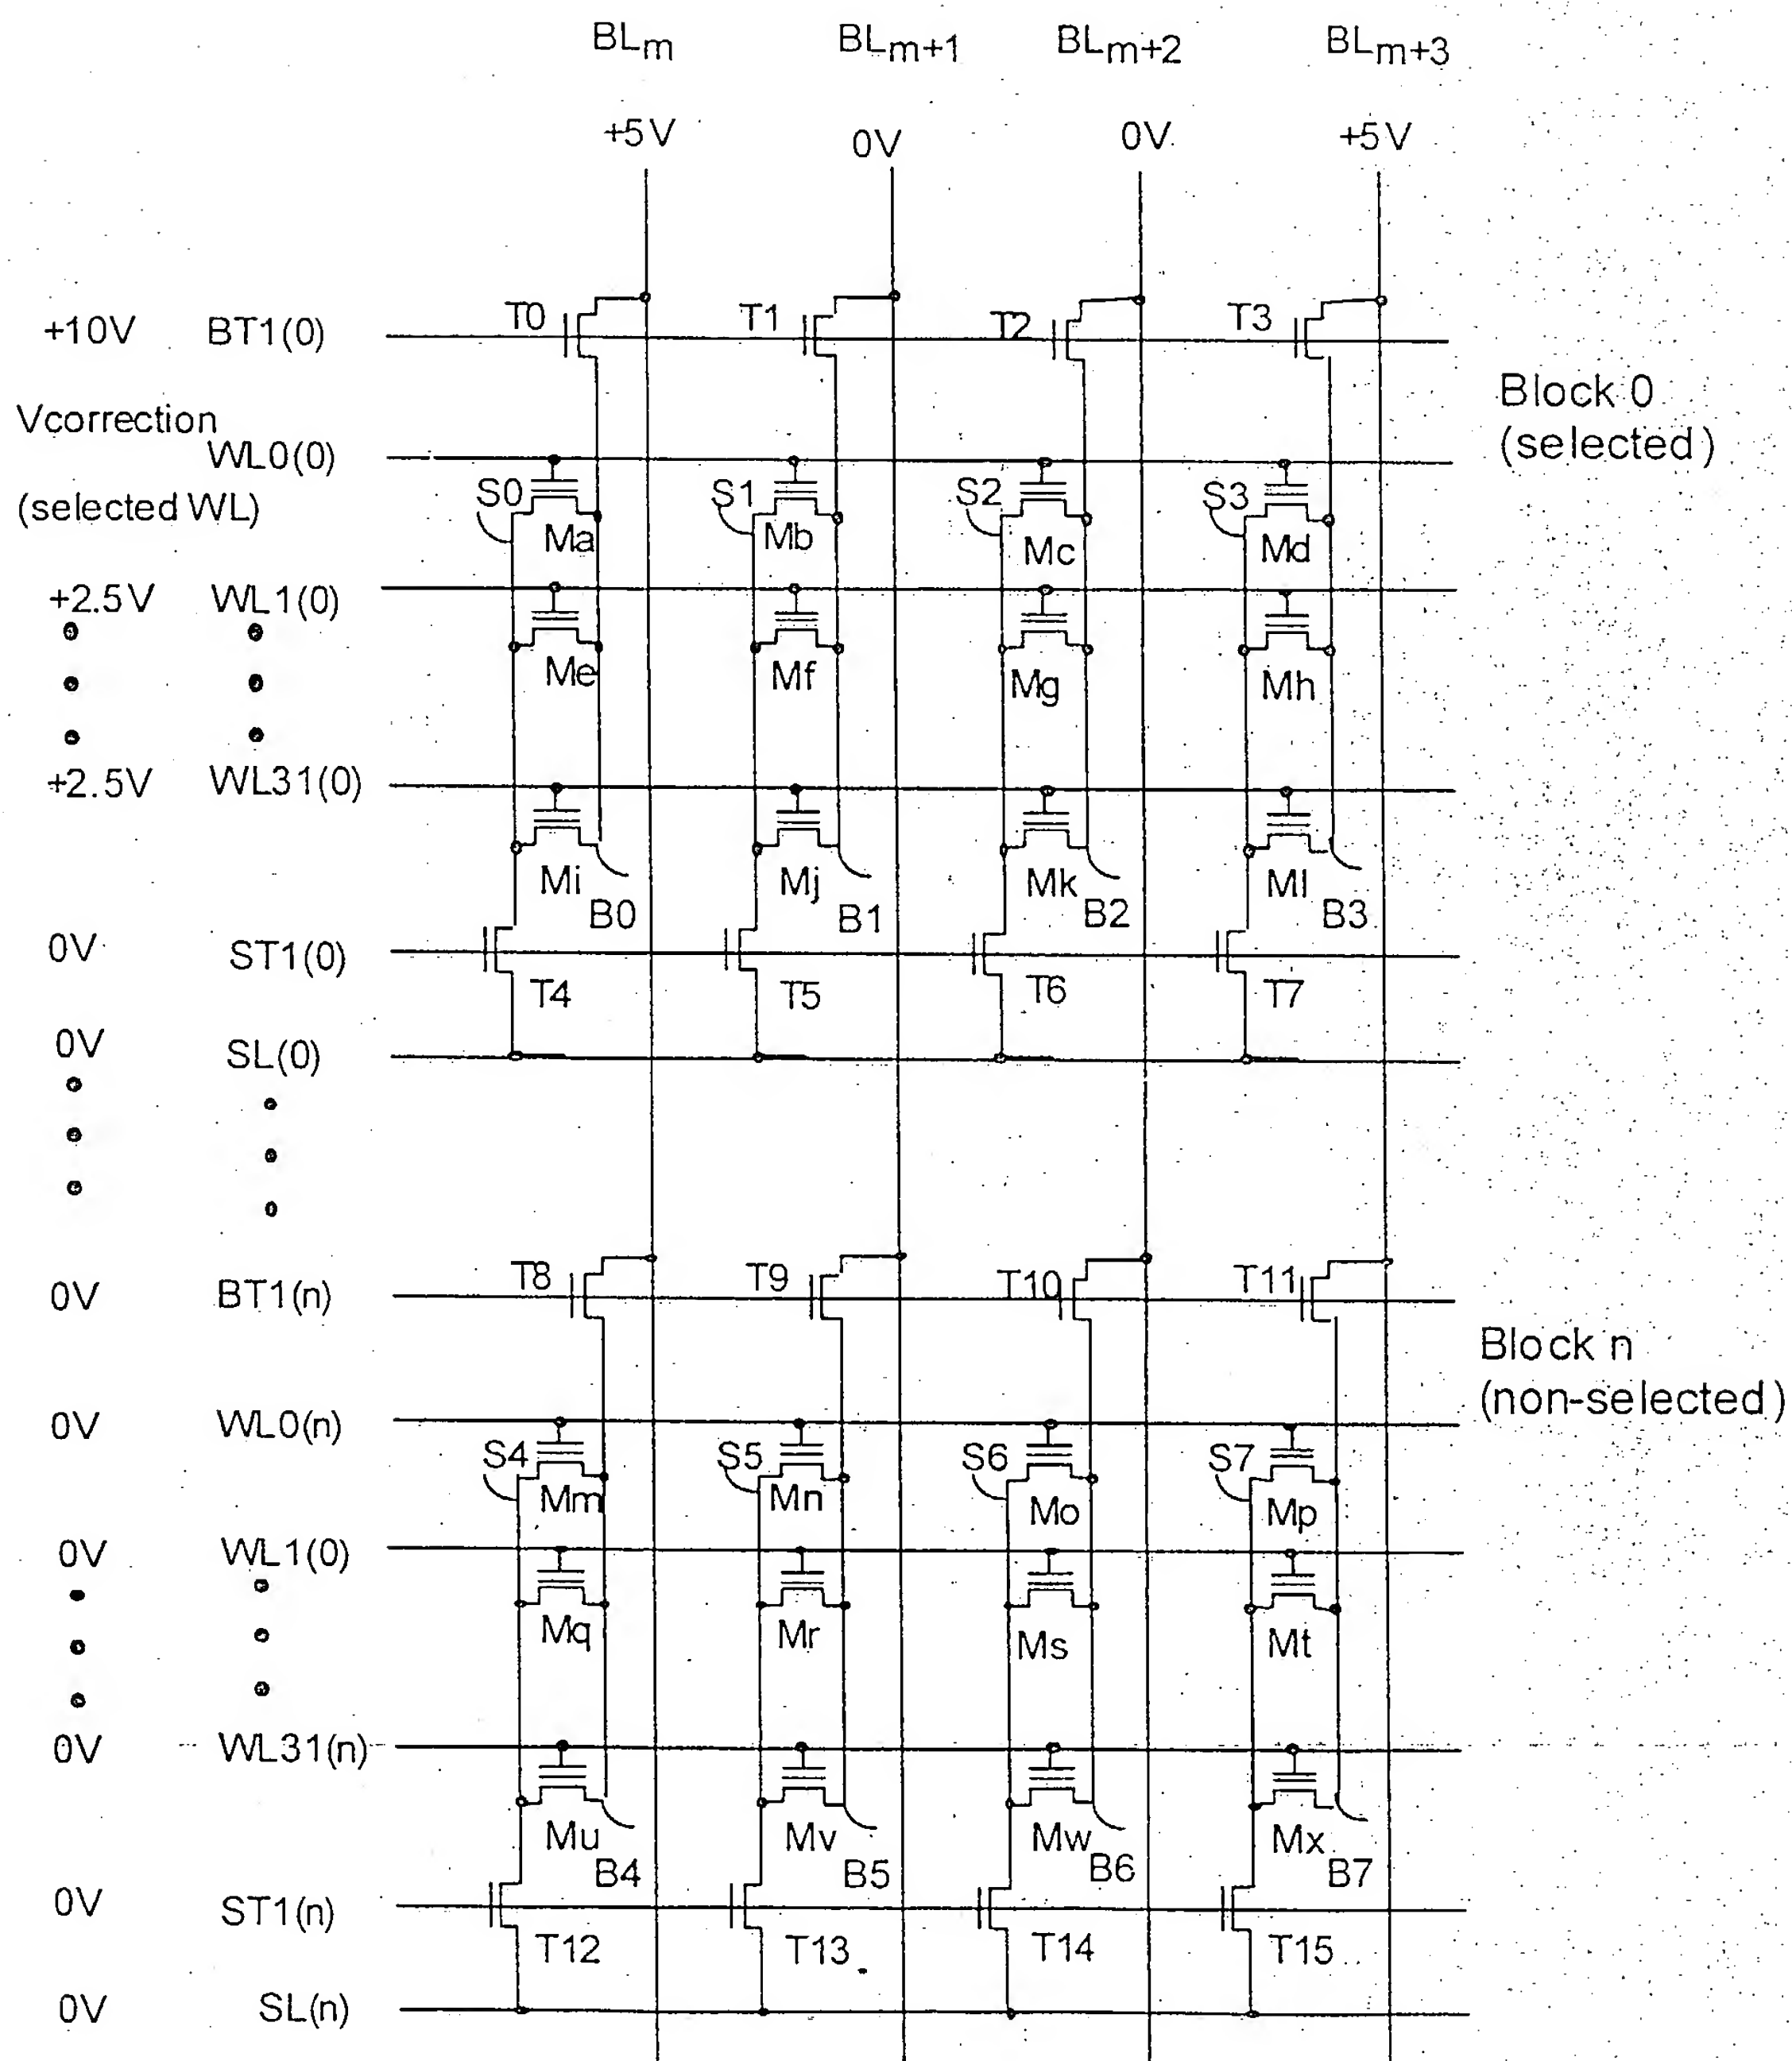 BLm BLm+1 BLm+2 BLm+3
+5V 0V 0V +5V
+10V BT1(0) T0 T1 T2 T3
Block 0
(selected)
Vcorrection
WL0(0)
(selected WL)
S0 S1 S2 S3
Ma Mb Mc Md
+2.5V WL1(0)
Me Mf Mg Mh
+2.5V WL31(0)
Mi Mj Mk Ml
B0 B1 B2 B3
0V ST1(0)
T4 T5 T6 T7
0V SL(0)
T8 T9 T10 T11
0V BT1(n)
Block n
(non-selected)
0V WL0(n)
S4 S5 S6 S7
Mm Mn Mo Mp
0V WL1(0)
Mq Mr Ms Mt
0V WL31(n)
Mu Mv Mw Mx
B4 B5 B6 B7
0V ST1(n)
T12 T13 T14 T15
0V SL(n)